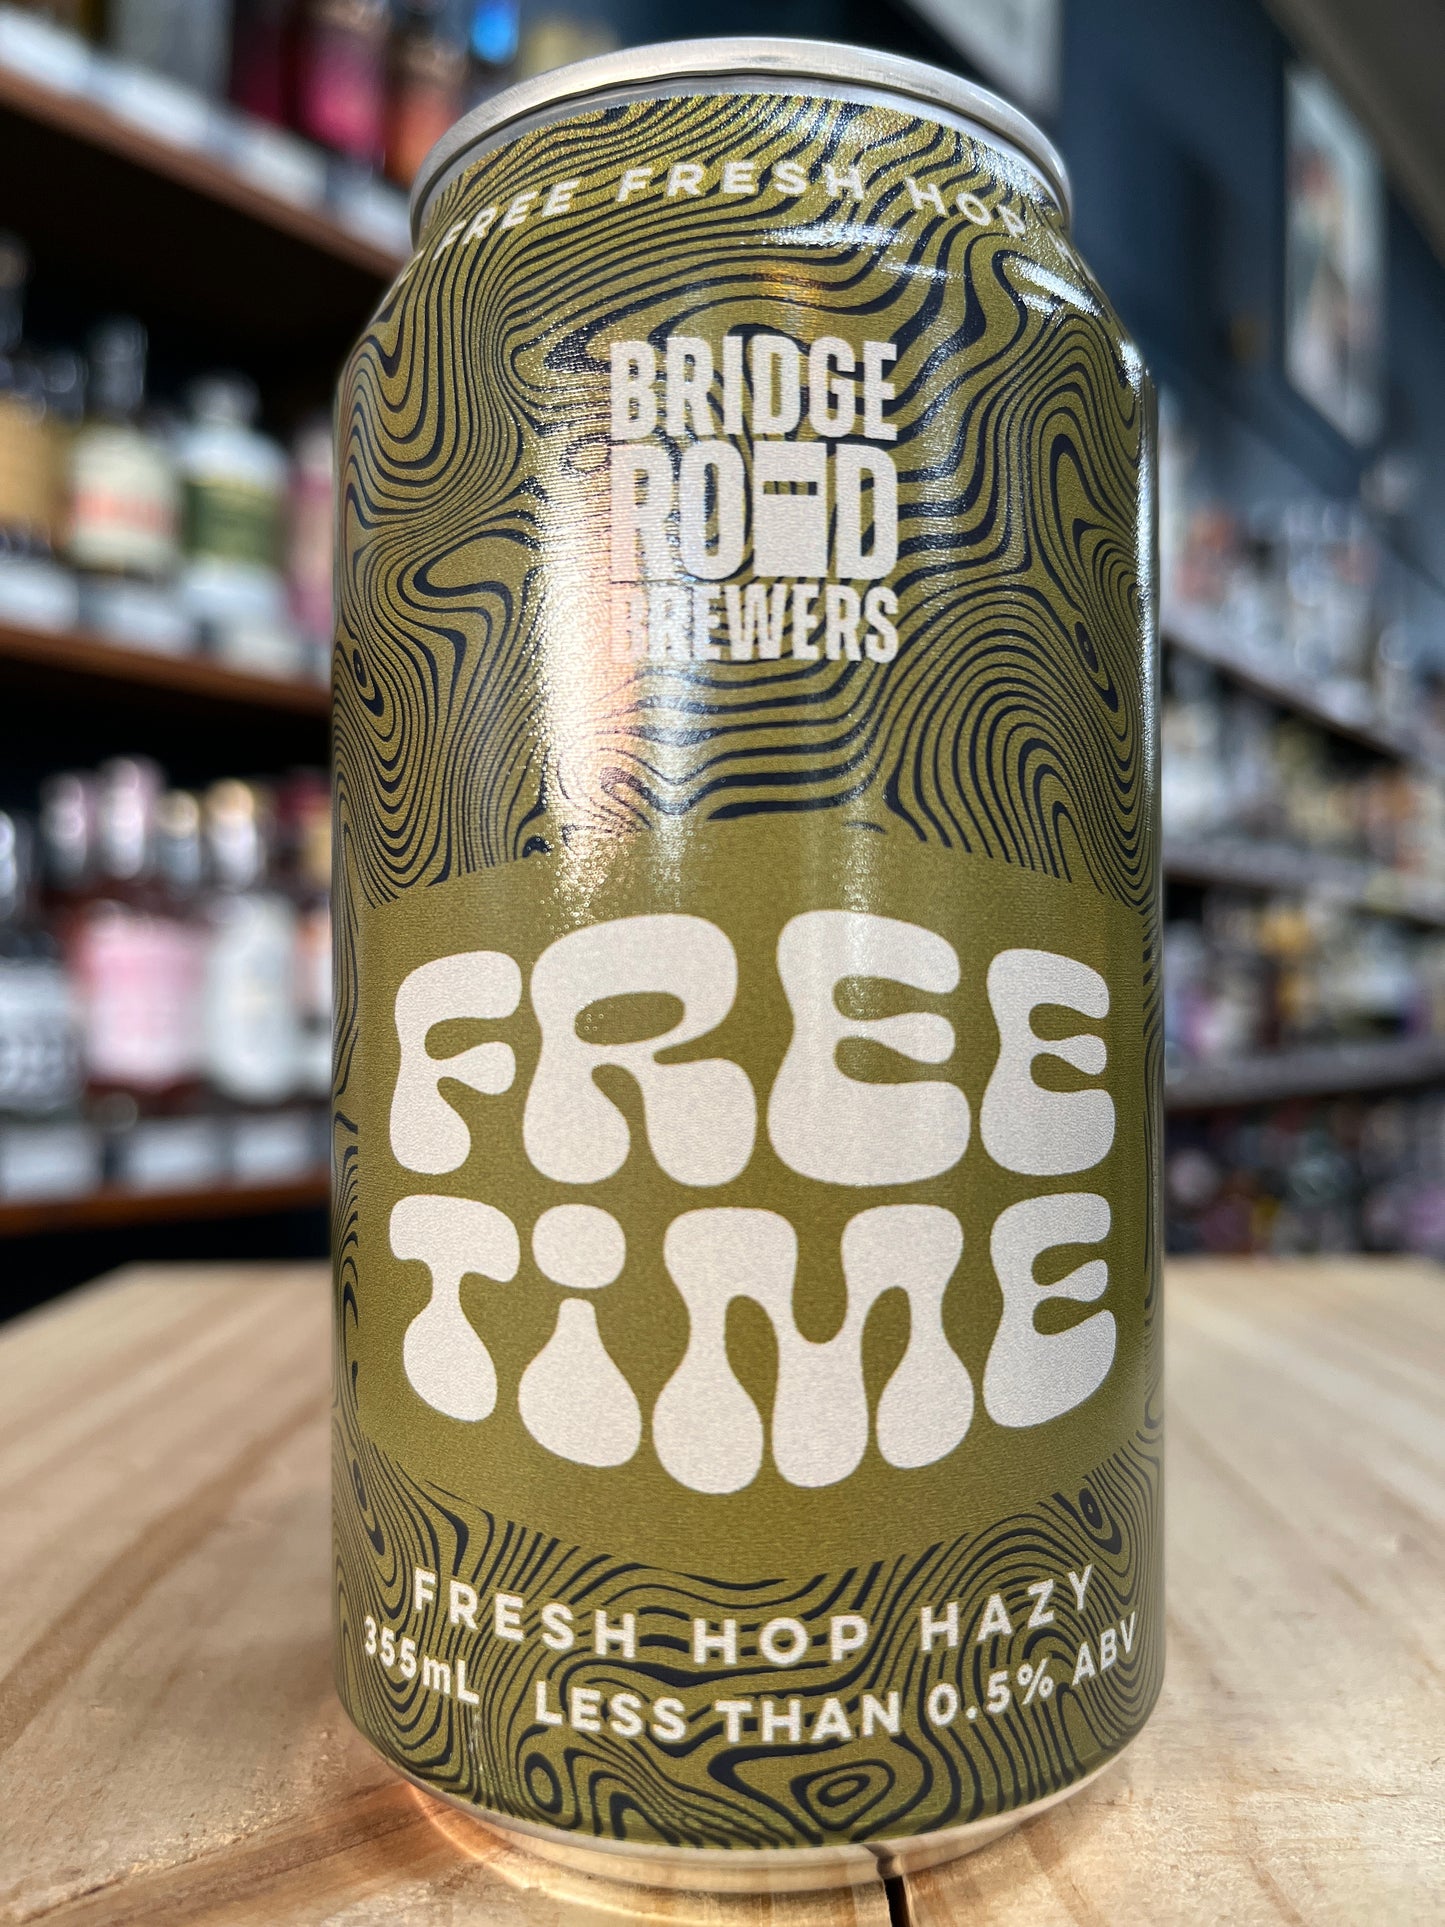 FREE FRESH HOP
BRIDGE
ROAD
BREWERS
FREE
TiME
FRESH HOP HAZY
355mL LESS THAN 0.5% ABV